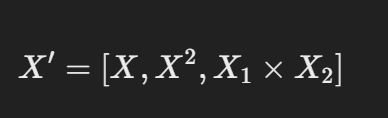 X′ = [X, X², X₁ × X₂]